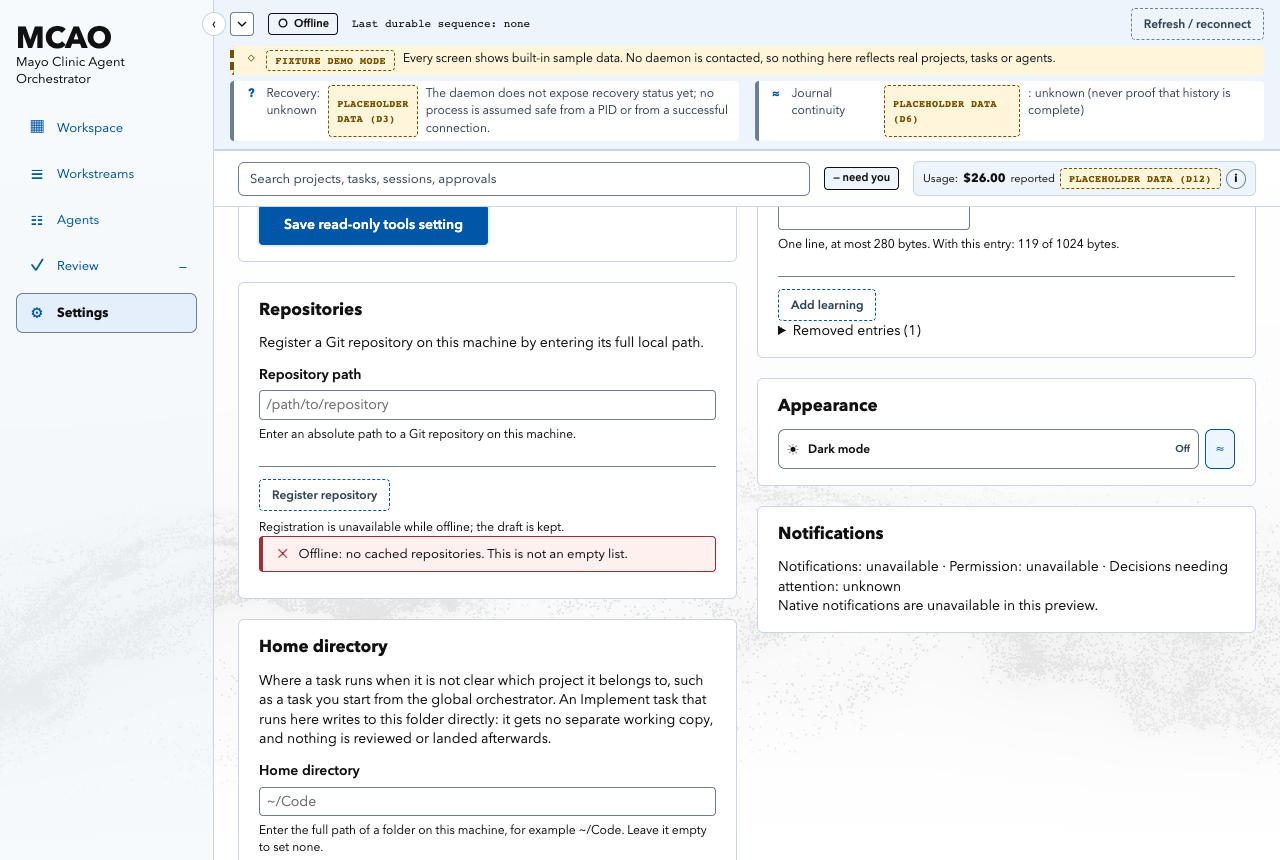 MCAO
Mayo Clinic Agent
Orchestrator
Workspace
Workstreams
Agents
Review –
Settings
Offline
Last durable sequence: none
Refresh / reconnect
FIXTURE DEMO MODE Every screen shows built-in sample data. No daemon is contacted, so nothing here reflects real projects, tasks or agents.
? Recovery:
unknown
PLACEHOLDER
DATA (D3)
The daemon does not expose recovery status yet; no
process is assumed safe from a PID or from a successful
connection.
≈ Journal
continuity
PLACEHOLDER DATA
(D6)
: unknown (never proof that history is
complete)
Search projects, tasks, sessions, approvals
– need you
Usage: $26.00 reported PLACEHOLDER DATA (D12) i
Save read-only tools setting
Repositories
Register a Git repository on this machine by entering its full local path.
Repository path
/path/to/repository
Enter an absolute path to a Git repository on this machine.
Register repository
Registration is unavailable while offline; the draft is kept.
Offline: no cached repositories. This is not an empty list.
Home directory
Where a task runs when it is not clear which project it belongs to, such
as a task you start from the global orchestrator. An Implement task that
runs here writes to this folder directly: it gets no separate working copy,
and nothing is reviewed or landed afterwards.
Home directory
~/Code
Enter the full path of a folder on this machine, for example ~/Code. Leave it empty
to set none.
One line, at most 280 bytes. With this entry: 119 of 1024 bytes.
Add learning
Removed entries (1)
Appearance
Dark mode Off ≈
Notifications
Notifications: unavailable · Permission: unavailable · Decisions needing
attention: unknown
Native notifications are unavailable in this preview.